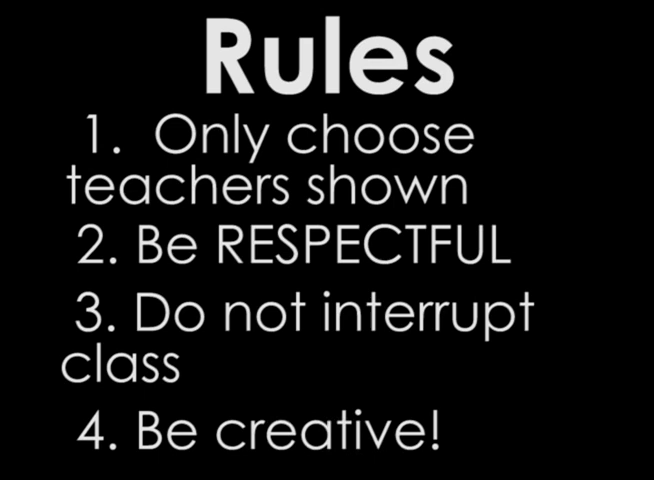 Rules
1. Only choose
teachers shown
2. Be RESPECTFUL
3. Do not interrupt
class
4. Be creative!